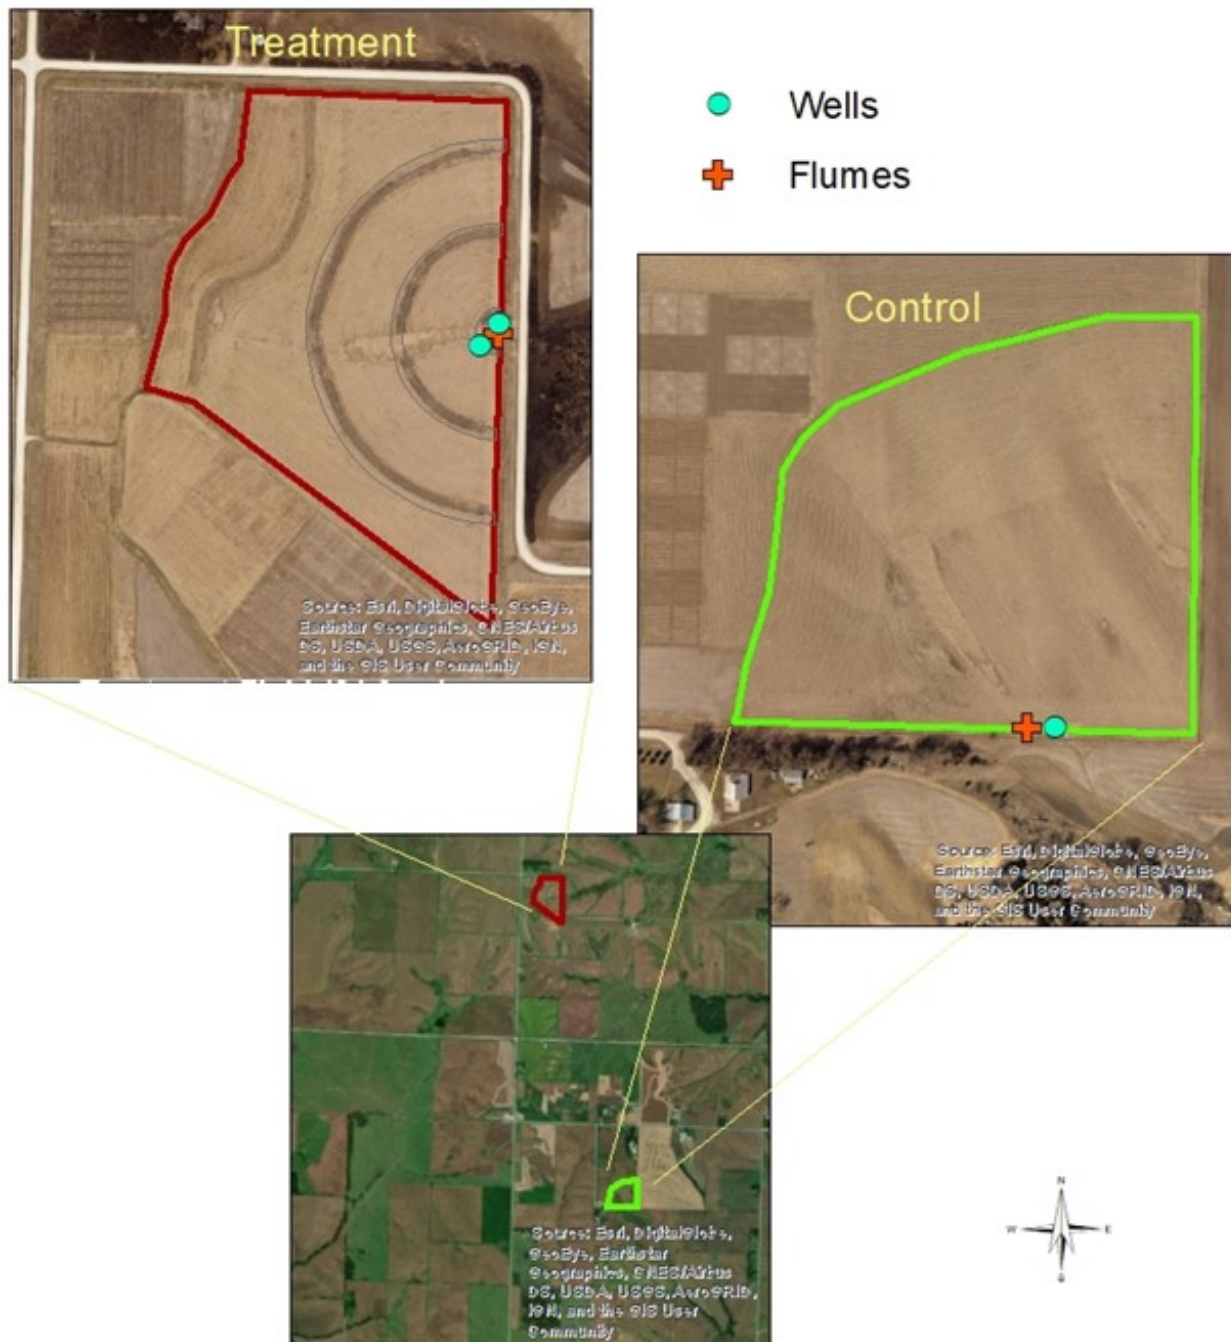 Treatment
Wells
Flumes
Control
Source: Esri, DigitalGlobe, GeoEye,
Earthstar Geographics, CNES/Airbus
DS, USDA, USGS, AeroGRID, IGN,
and the GIS User Community
Source: Esri, DigitalGlobe, GeoEye,
Earthstar Geographics, CNES/Airbus
DS, USDA, USGS, AeroGRID, IGN,
and the GIS User Community
N
W E
S
Source: Esri, DigitalGlobe,
GeoEye, Earthstar
Geographics, CNES/Airbus
DS, USDA, USGS, AeroGRID,
IGN, and the GIS User
Community